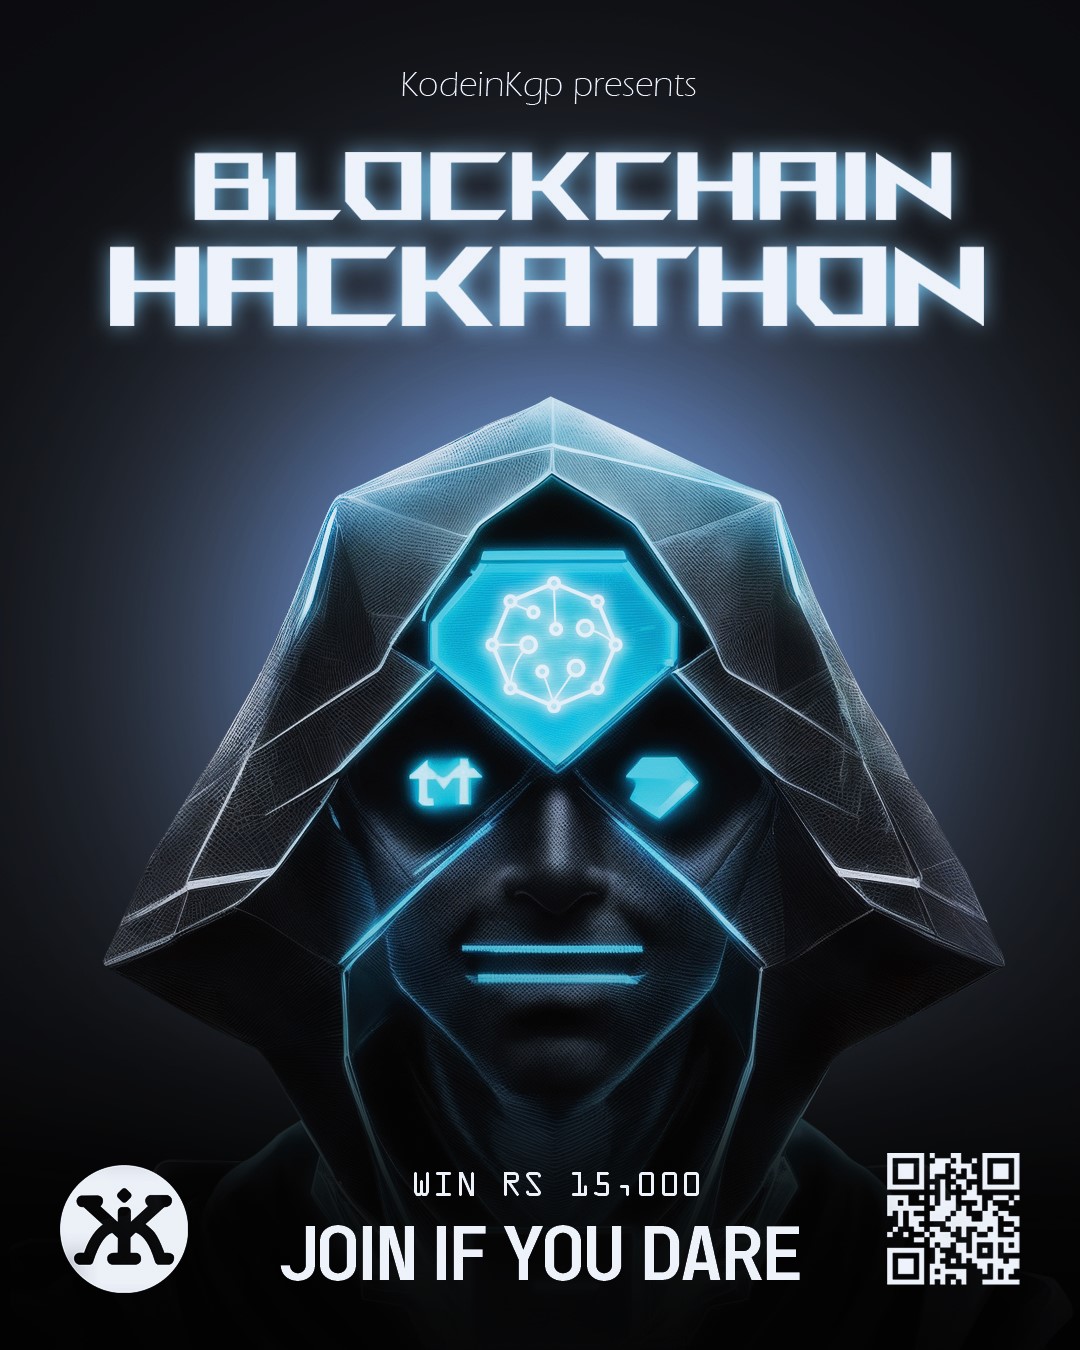 KodeinKgp presents
BLOCKCHAIN
HACKATHON
WIN RS 15,000
JOIN IF YOU DARE